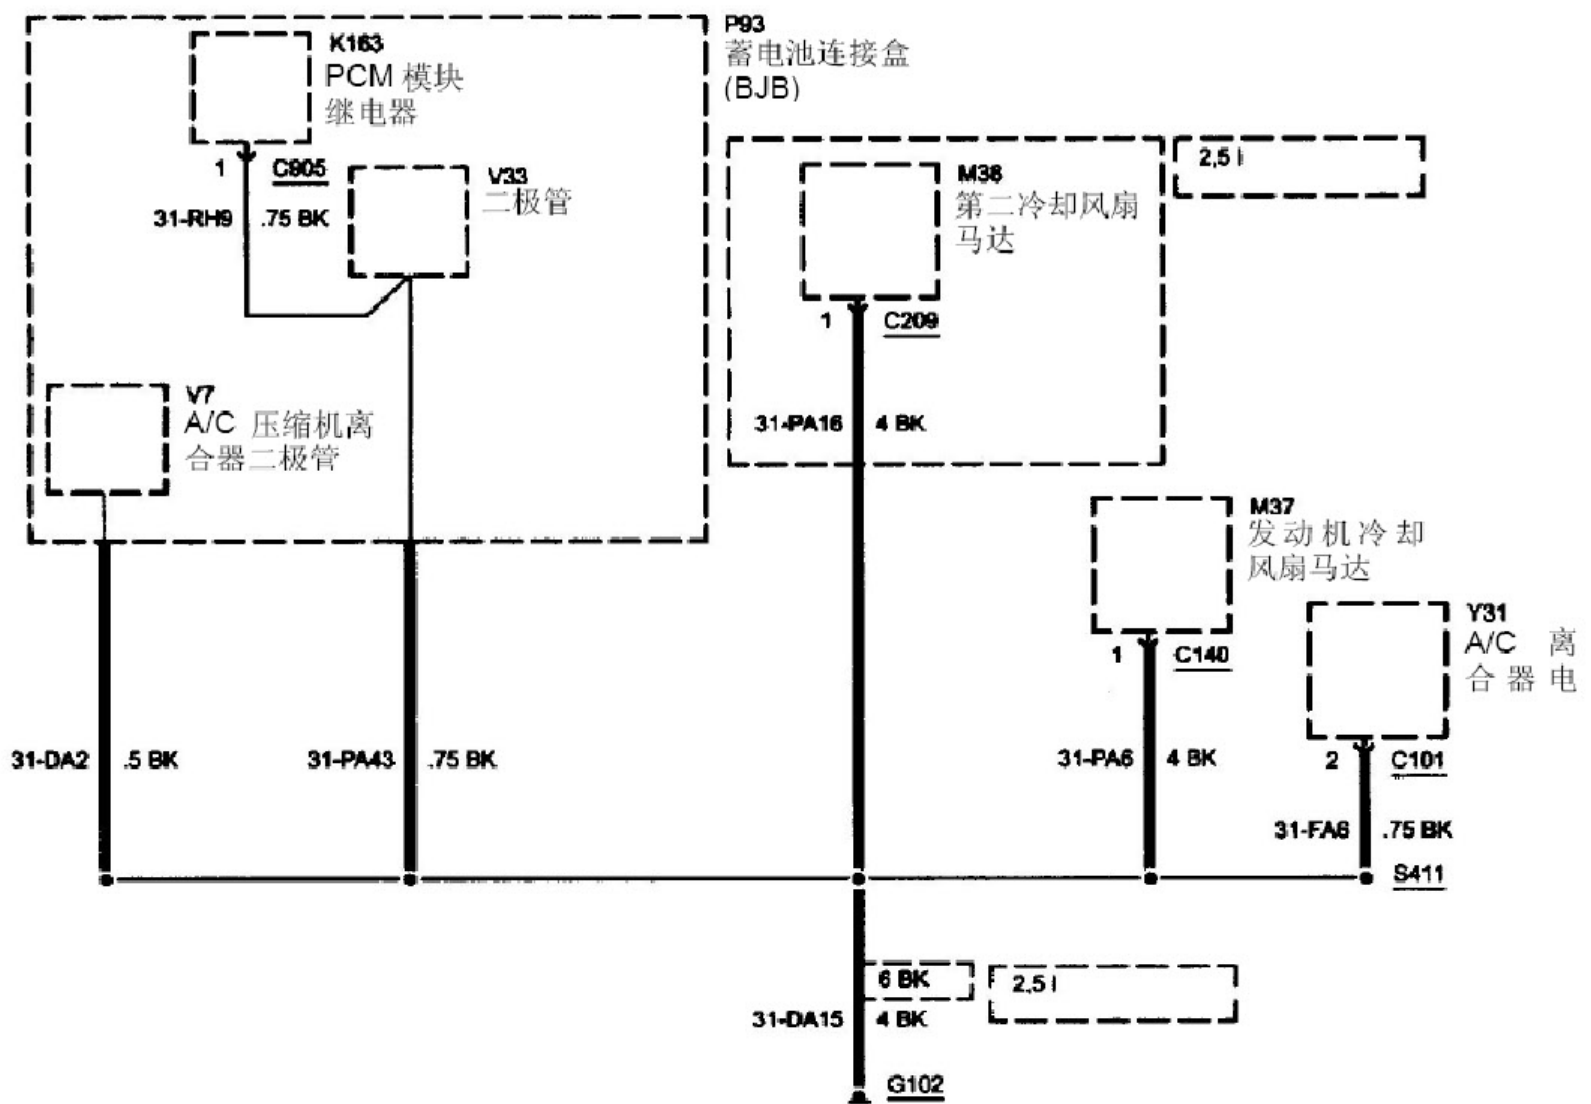 P93
蓄电池连接盒
(BJB)
K163
PCM 模块
继电器
1 C905
31-RH9 .75 BK
V33
二极管
V7
A/C 压缩机离
合器二极管
M38
第二冷却风扇
马达
2,5 l
1 C209
31-PA16 4 BK
M37
发动机冷却
风扇马达
1 C140
Y31
A/C 离
合器电
2 C101
31-DA2 .5 BK
31-PA43 .75 BK
31-PA6 4 BK
31-FA6 .75 BK
S411
6 BK
2,5 l
31-DA15 4 BK
G102